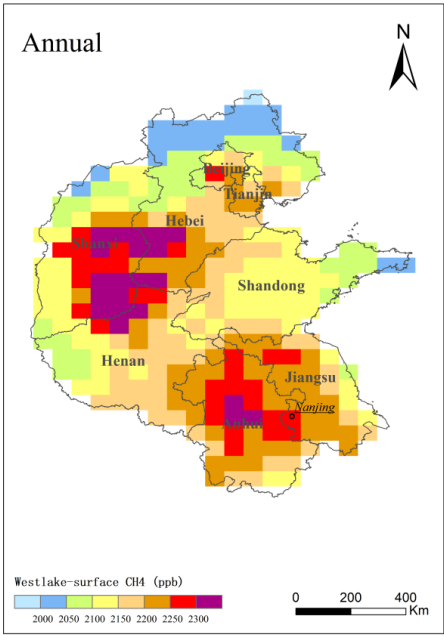 Annual
N
Beijing
Tianjin
Hebei
Shanxi
Shandong
Henan
Jiangsu
Nanjing
Anhui
Westlake-surface CH4 (ppb)
2000 2050 2100 2150 2200 2250 2300
0 200 400
Km